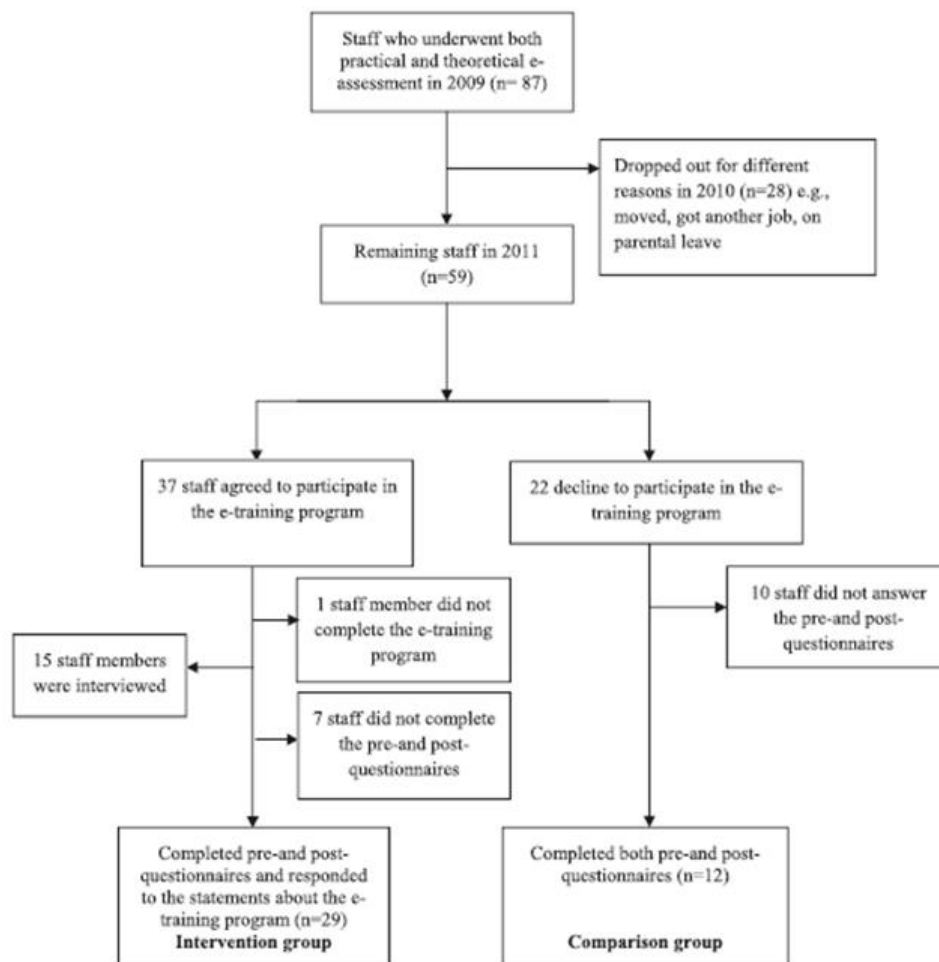 Staff who underwent both
practical and theoretical e-
assessment in 2009 (n= 87)
Dropped out for different
reasons in 2010 (n=28) e.g.,
moved, got another job, on
parental leave
Remaining staff in 2011
(n=59)
37 staff agreed to participate in
the e-training program
22 decline to participate in the e-
training program
1 staff member did not
complete the e-training
program
10 staff did not answer
the pre-and post-
questionnaires
15 staff members
were interviewed
7 staff did not complete
the pre-and post-
questionnaires
Completed pre-and post-
questionnaires and responded
to the statements about the e-
training program (n=29)
Intervention group
Completed both pre-and post-
questionnaires (n=12)
Comparison group